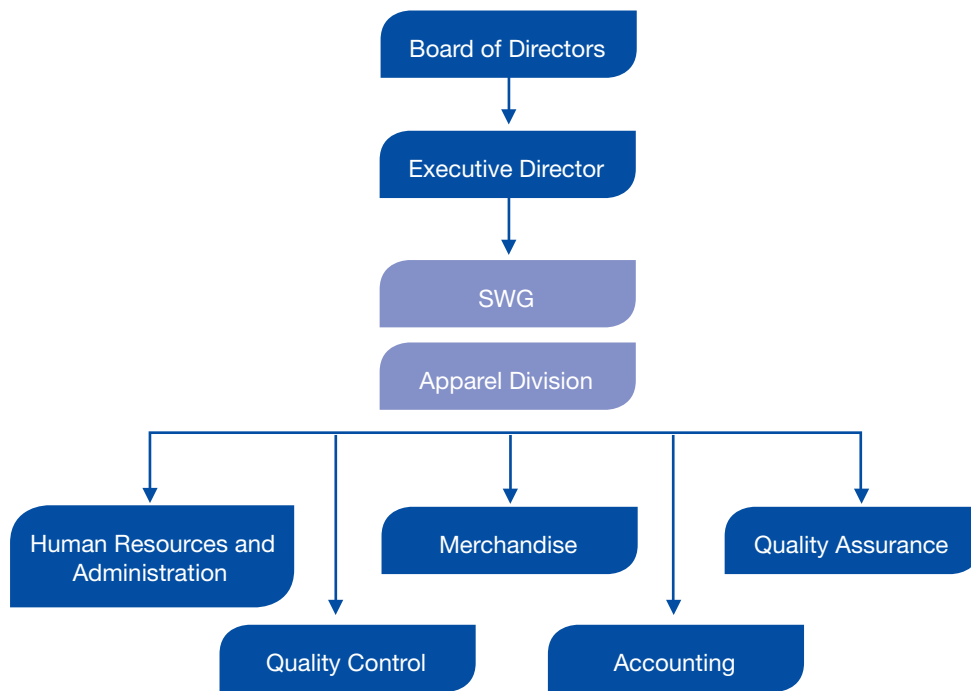 Board of Directors
Executive Director
SWG
Apparel Division
Human Resources and
Administration
Merchandise
Quality Assurance
Quality Control
Accounting